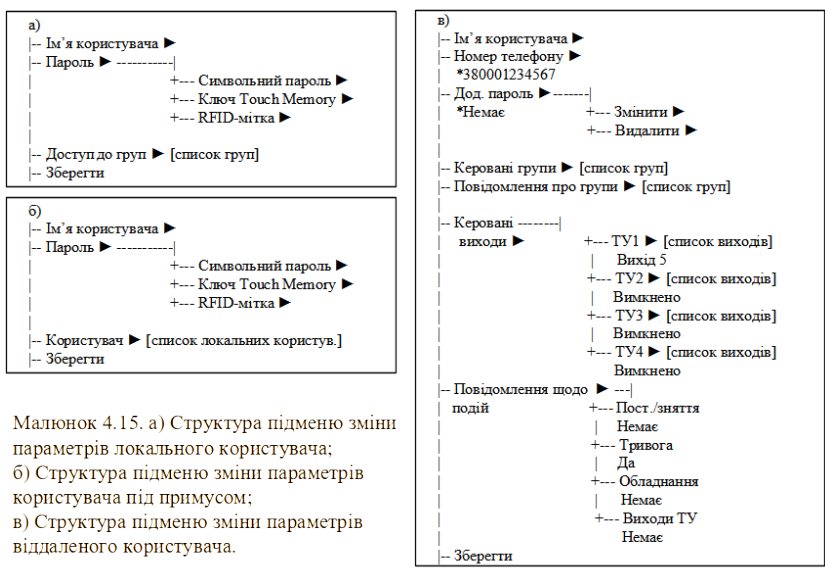 а)
|-- Ім’я користувача ►
|-- Пароль ► -----------|
| +--- Символьний пароль ►
| +--- Ключ Touch Memory ►
| +--- RFID-мітка ►
|
|-- Доступ до груп ► [список груп]
|-- Зберегти
б)
|-- Ім’я користувача ►
|-- Пароль ► -----------|
| +--- Символьний пароль ►
| +--- Ключ Touch Memory ►
| +--- RFID-мітка ►
|
|-- Користувач ► [список локальних користув.]
|-- Зберегти
Малюнок 4.15. а) Структура підменю зміни
параметрів локального користувача;
б) Структура підменю зміни параметрів
користувача під примусом;
в) Структура підменю зміни параметрів
віддаленого користувача.
в)
|-- Ім’я користувача ►
|-- Номер телефону ►
| *380001234567
|-- Дод. пароль ►-------|
| *Немає +--- Змінити ►
| +--- Видалити ►
|
|-- Керовані групи ► [список груп]
|-- Повідомлення про групи ► [список груп]
|
|-- Керовані --------|
| виходи ► +--- ТУ1 ► [список виходів]
| | Вихід 5
| +--- ТУ2 ► [список виходів]
| | Вимкнено
| +--- ТУ3 ► [список виходів]
| | Вимкнено
| +--- ТУ4 ► [список виходів]
| Вимкнено
|-- Повідомлення щодо ► ---|
| подій +--- Пост./зняття
| | Немає
| +--- Тривога
| | Да
| +--- Обладнання
| | Немає
| +--- Виходи ТУ
| Немає
|-- Зберегти